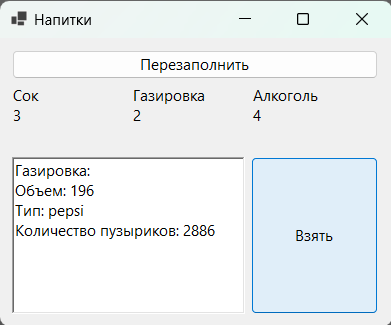 Напитки
Перезаполнить
Сок Газировка Алкоголь
3 2 4
Газировка:
Объем: 196
Тип: pepsi
Количество пузыриков: 2886
Взять